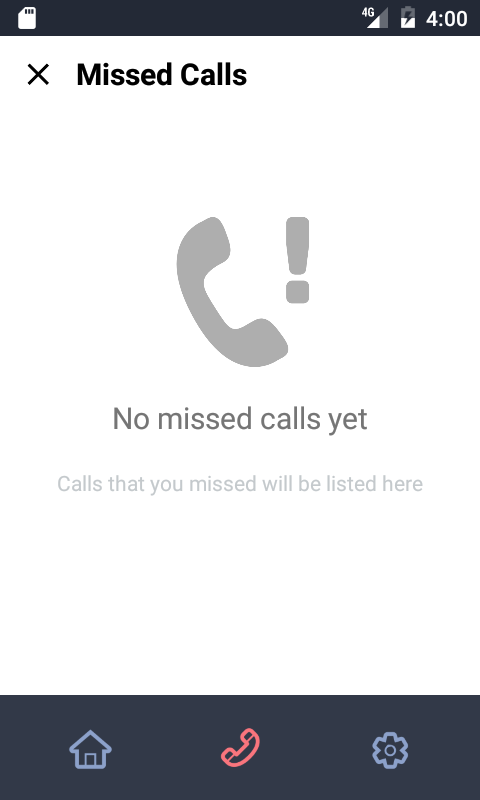 4G 4:00
Missed Calls
No missed calls yet
Calls that you missed will be listed here